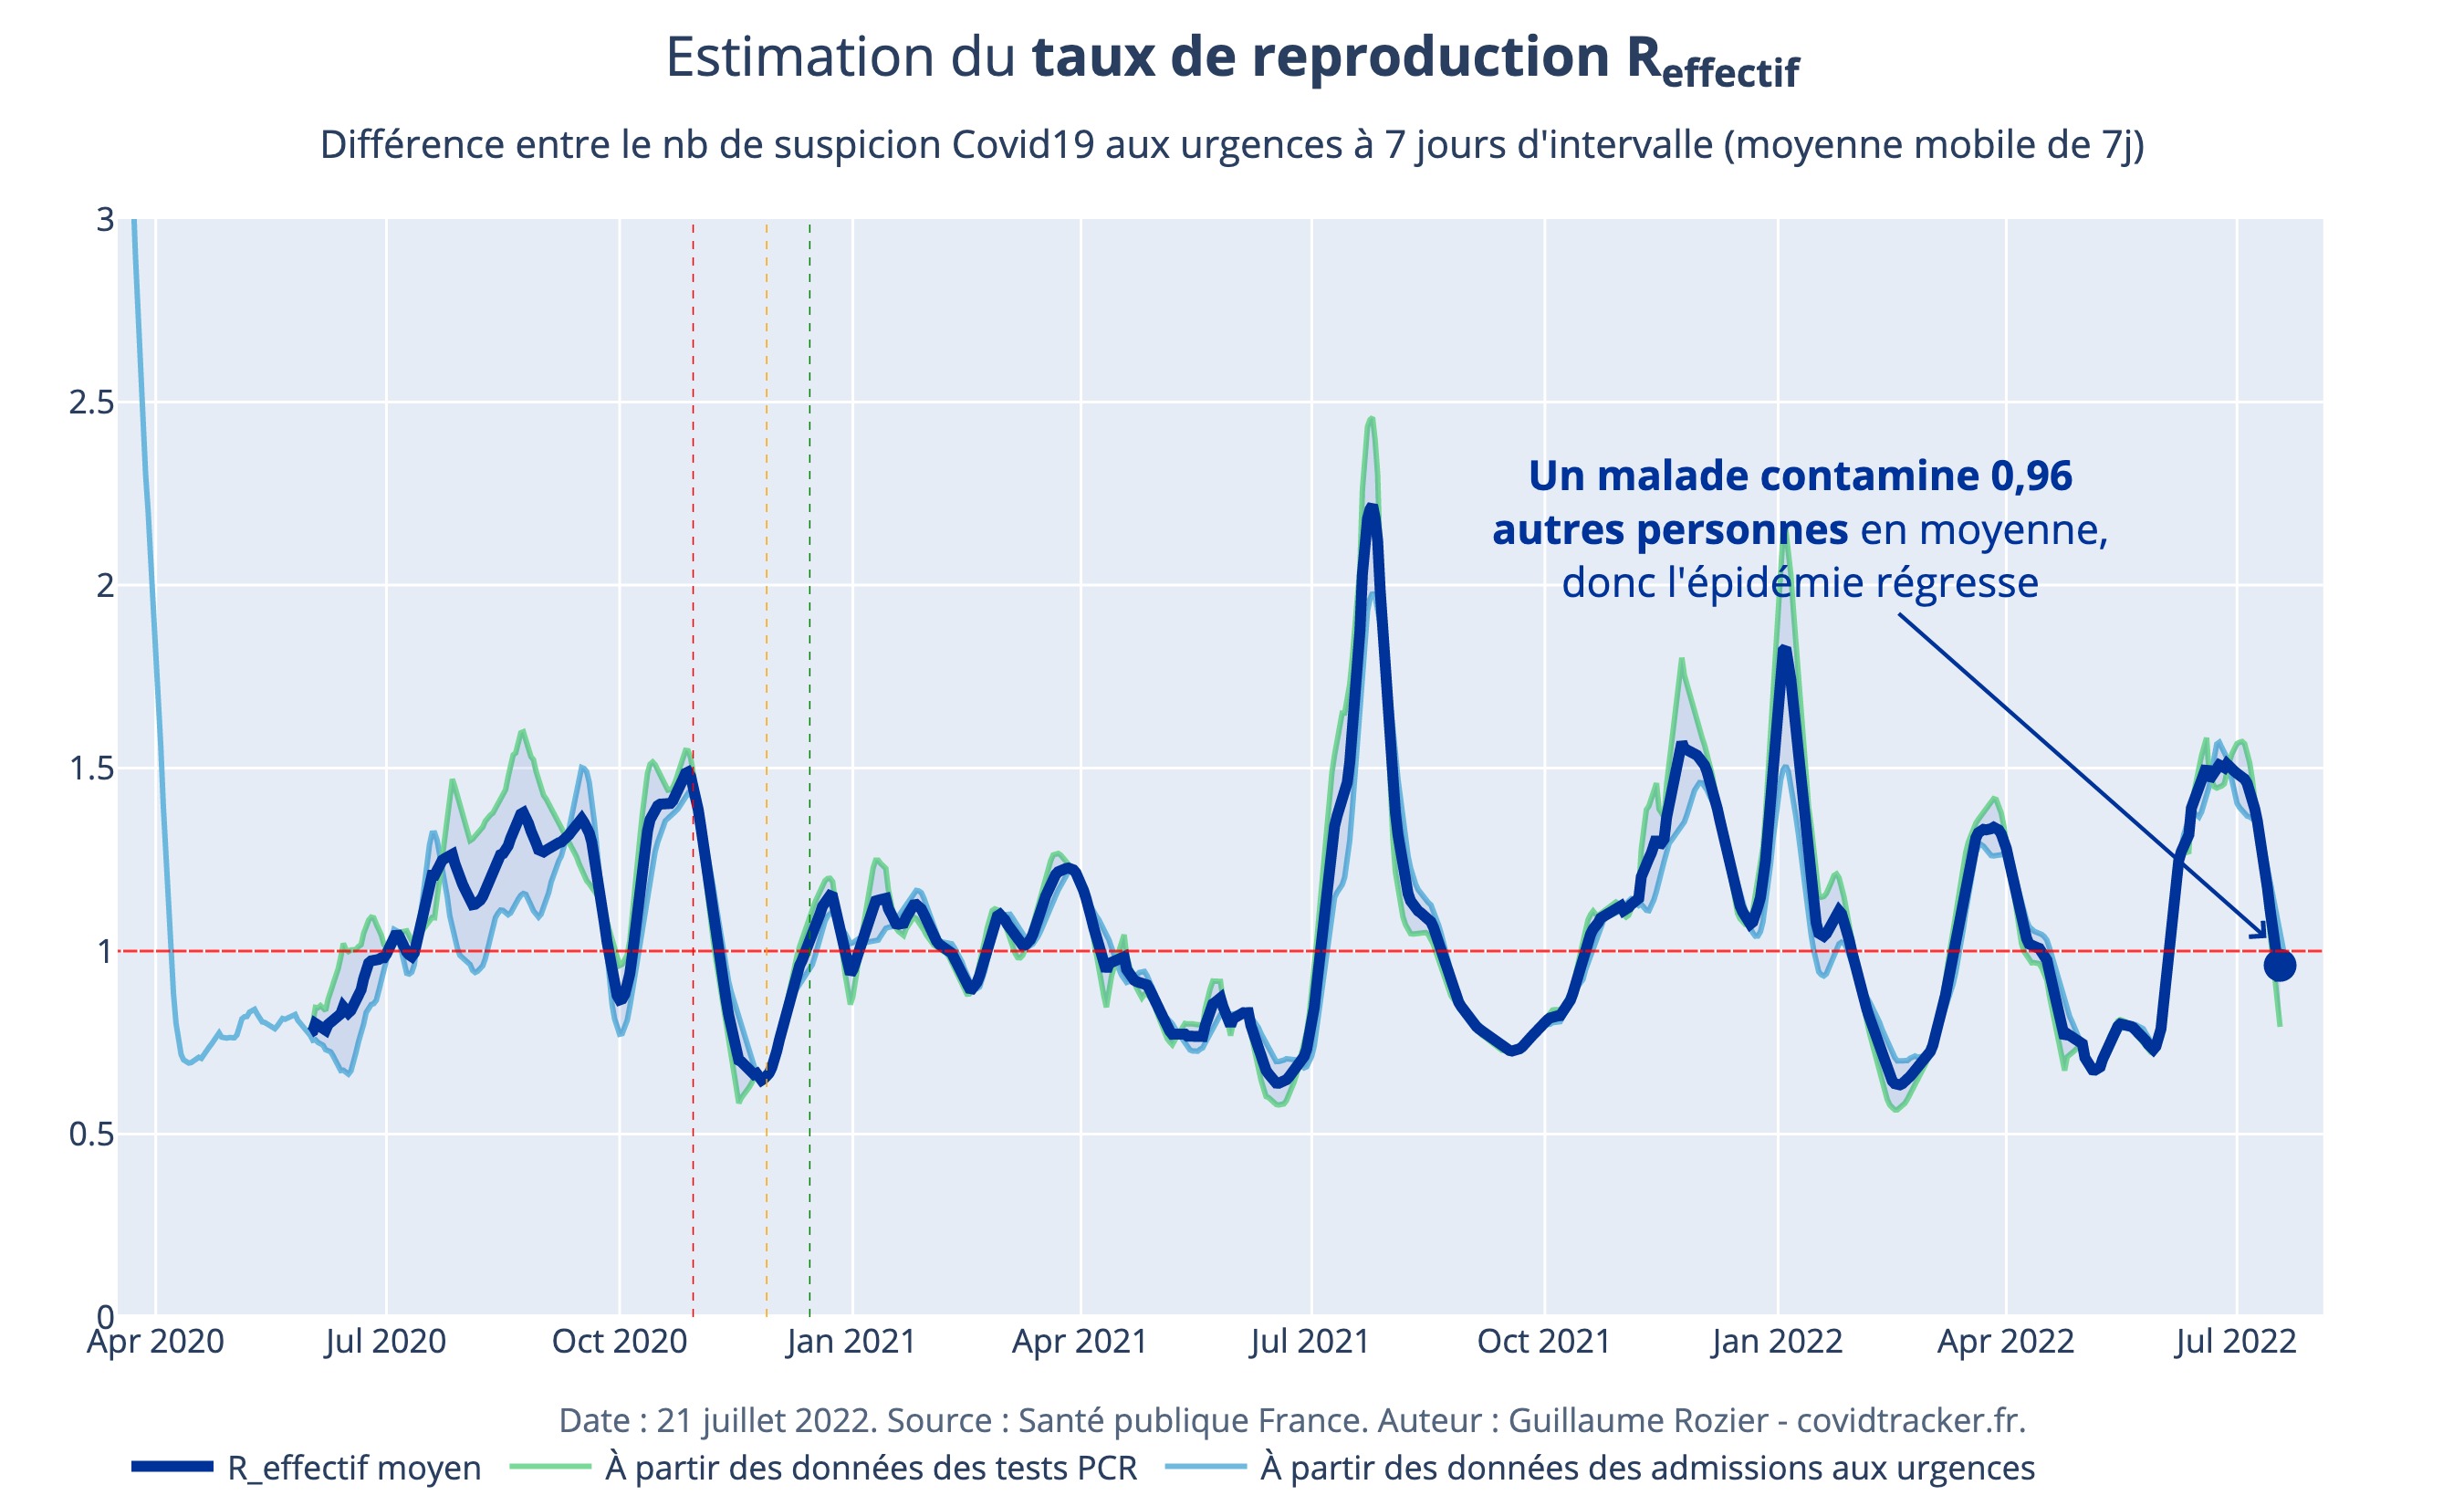 Estimation du taux de reproduction Reffectif
Différence entre le nb de suspicion Covid19 aux urgences à 7 jours d'intervalle (moyenne mobile de 7j)
3
2.5
2
1.5
1
0.5
0
Un malade contamine 0,96
autres personnes en moyenne,
donc l'épidémie régresse
Apr 2020 Jul 2020 Oct 2020 Jan 2021 Apr 2021 Jul 2021 Oct 2021 Jan 2022 Apr 2022 Jul 2022
Date : 21 juillet 2022. Source : Santé publique France. Auteur : Guillaume Rozier - covidtracker.fr.
R_effectif moyen À partir des données des tests PCR À partir des données des admissions aux urgences